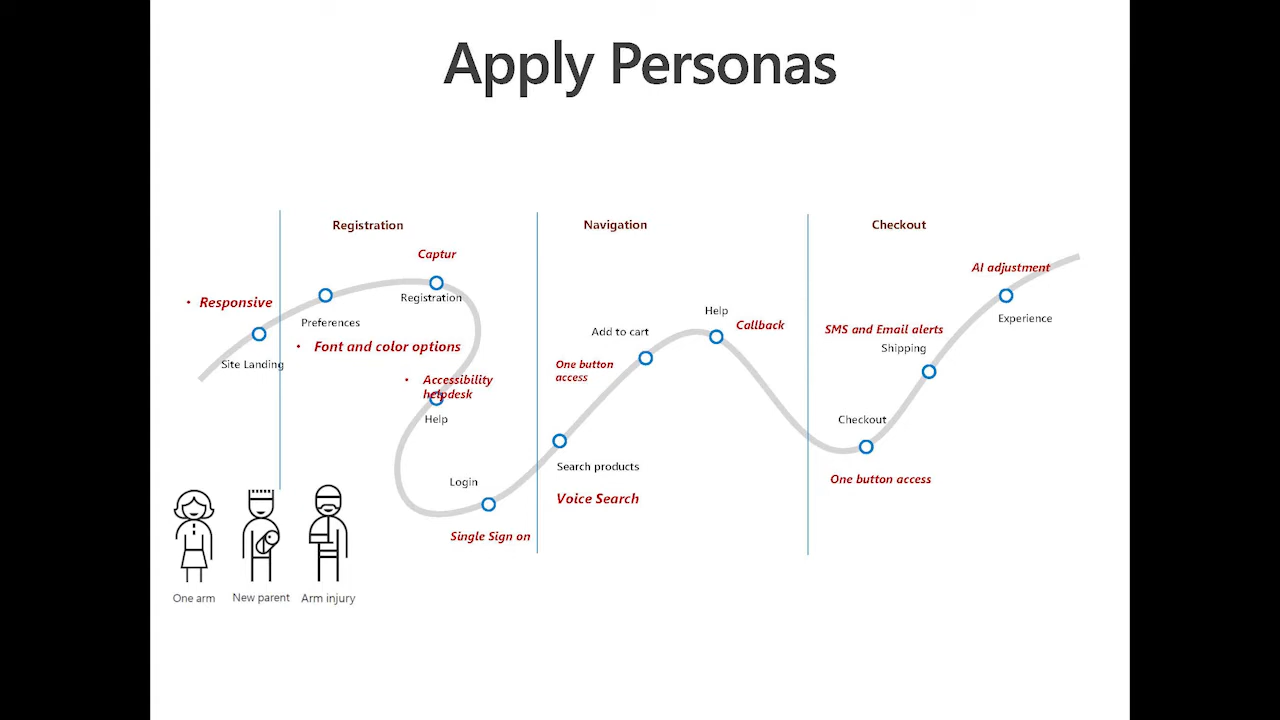 Apply Personas
Registration
Navigation
Checkout
Captur
AI adjustment
• Responsive
Registration
Preferences
Site Landing
• Font and color options
• Accessibility
helpdesk
Help
Login
Single Sign on
Help
Callback
Add to cart
One button
access
Search products
Voice Search
SMS and Email alerts
Shipping
Experience
Checkout
One button access
One arm
New parent
Arm injury